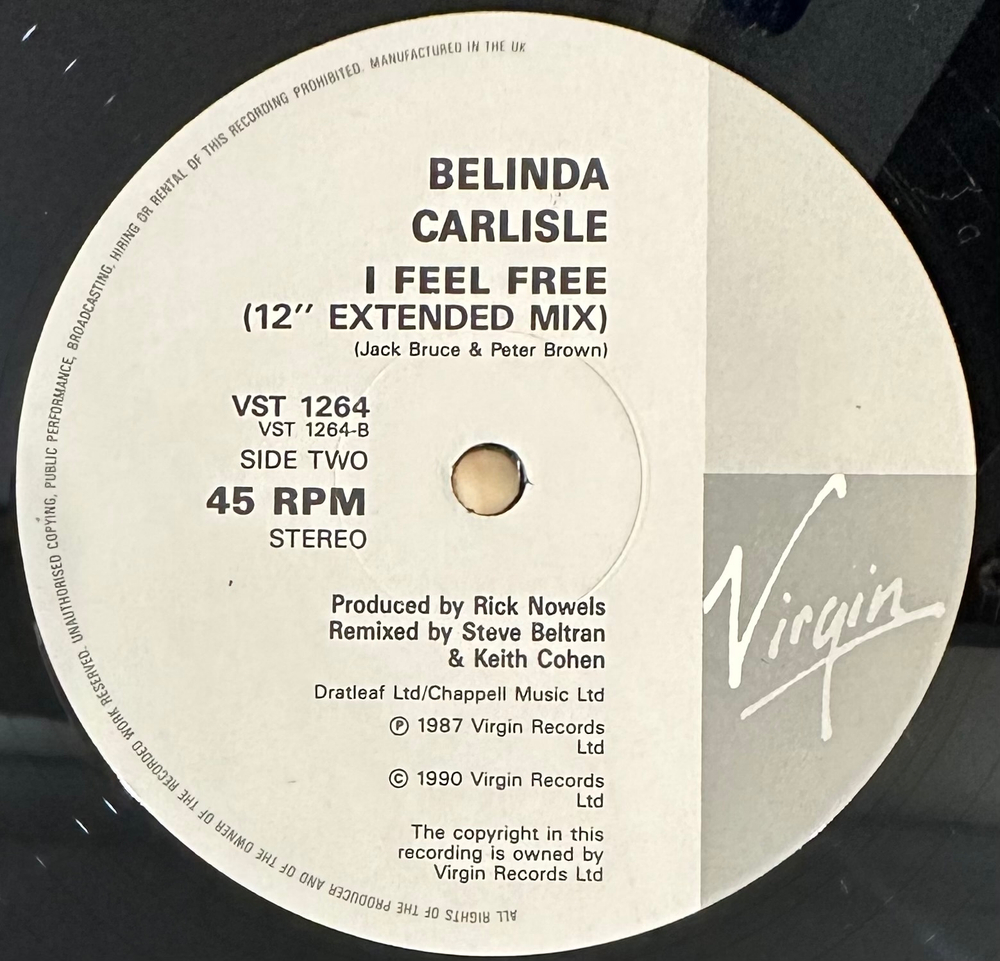 BELINDA
CARLISLE
I FEEL FREE
(12" EXTENDED MIX)
(Jack Bruce & Peter Brown)
VST 1264
VST 1264-B
SIDE TWO
45 RPM
STEREO
Produced by Rick Nowels
Remixed by Steve Beltran
& Keith Cohen
Dratleaf Ltd/Chappell Music Ltd
Ⓟ 1987 Virgin Records
Ltd
© 1990 Virgin Records
Ltd
The copyright in this
recording is owned by
Virgin Records Ltd
Virgin
ALL RIGHTS OF THE PRODUCER AND OF THE OWNER OF THE RECORDED WORK RESERVED. UNAUTHORISED COPYING, PUBLIC PERFORMANCE, BROADCASTING, HIRING OR RENTAL OF THIS RECORDING PROHIBITED. MANUFACTURED IN THE UK